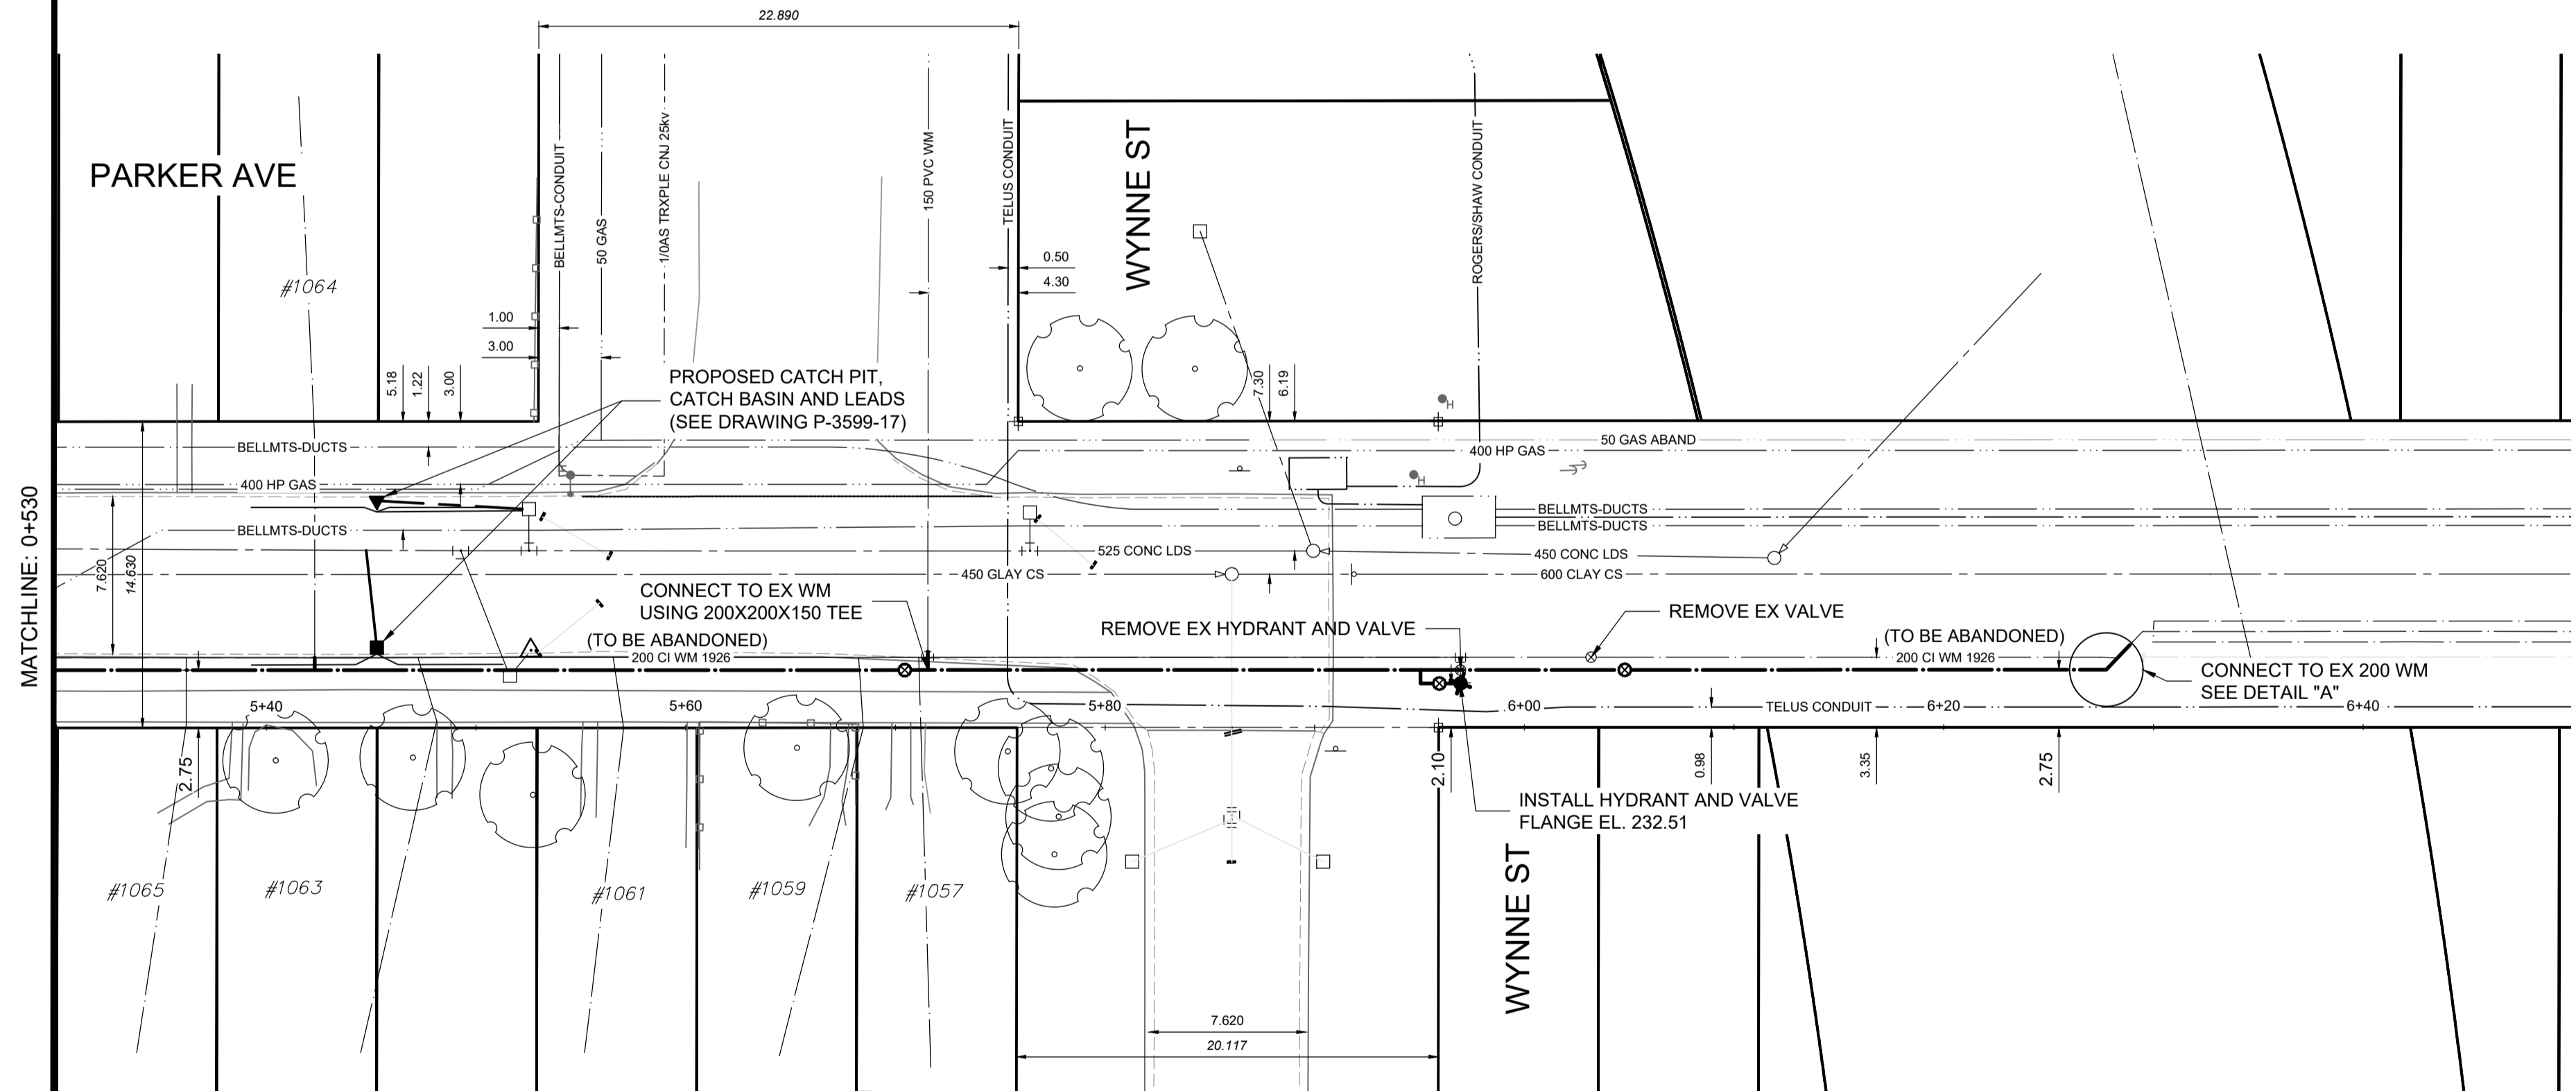 22.890
PARKER AVE
#1064
BELLMTS-CONDUIT
50 GAS
1/0AS TRXPLE CNJ 25kv
150 PVC WM
TELUS CONDUIT
WYNNE ST
ROGERS/SHAW CONDUIT
0.50
4.30
1.00
3.00
5.18
1.22
3.00
7.30
6.19
PROPOSED CATCH PIT,
CATCH BASIN AND LEADS
(SEE DRAWING P-3599-17)
BELLMTS-DUCTS
50 GAS ABAND
400 HP GAS
400 HP GAS
BELLMTS-DUCTS
BELLMTS-DUCTS
BELLMTS-DUCTS
H
H
MATCHLINE: 0+530
7.620
14.630
525 CONC LDS
450 CONC LDS
450 GLAY CS
600 CLAY CS
CONNECT TO EX WM
USING 200X200X150 TEE
(TO BE ABANDONED)
200 CI WM 1926
REMOVE EX HYDRANT AND VALVE
REMOVE EX VALVE
(TO BE ABANDONED)
200 CI WM 1926
CONNECT TO EX 200 WM
SEE DETAIL "A"
5+40
5+60
5+80
6+00
TELUS CONDUIT
6+20
6+40
2.75
2.10
0.98
3.35
2.75
INSTALL HYDRANT AND VALVE
FLANGE EL. 232.51
WYNNE ST
#1065
#1063
#1061
#1059
#1057
7.620
20.117